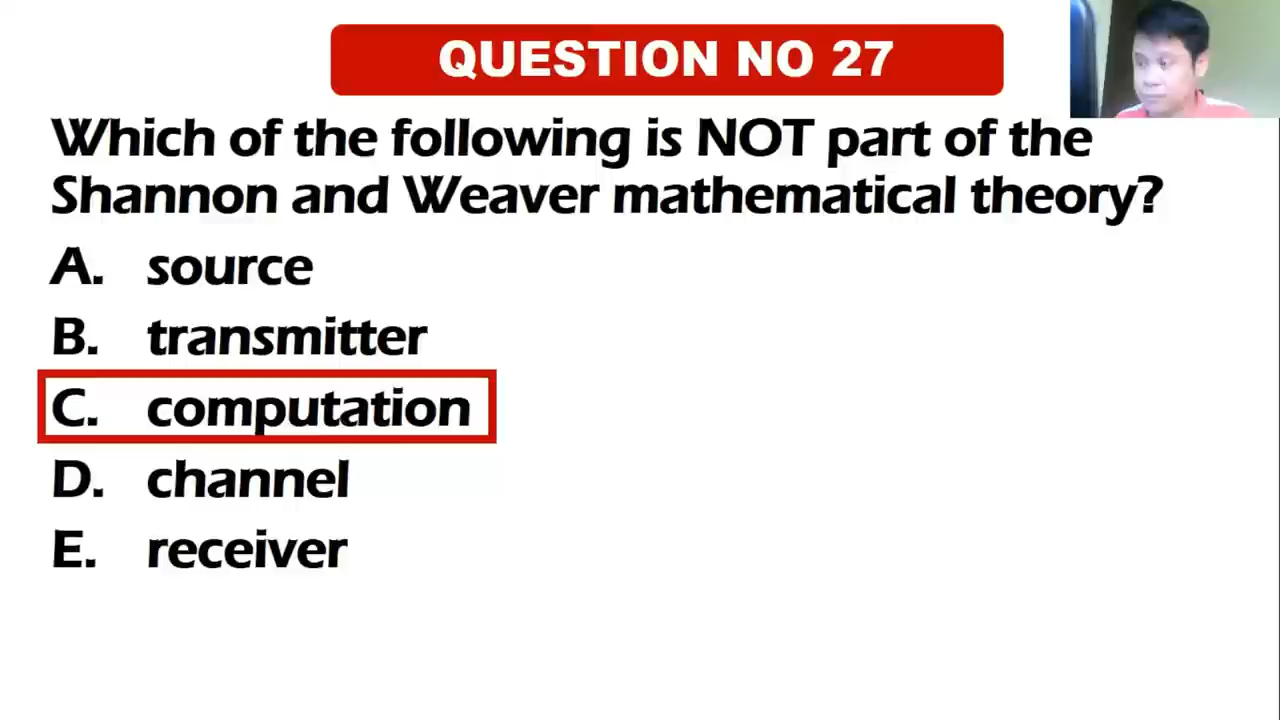 QUESTION NO 27
Which of the following is NOT part of the
Shannon and Weaver mathematical theory?
A. source
B. transmitter
C. computation
D. channel
E. receiver